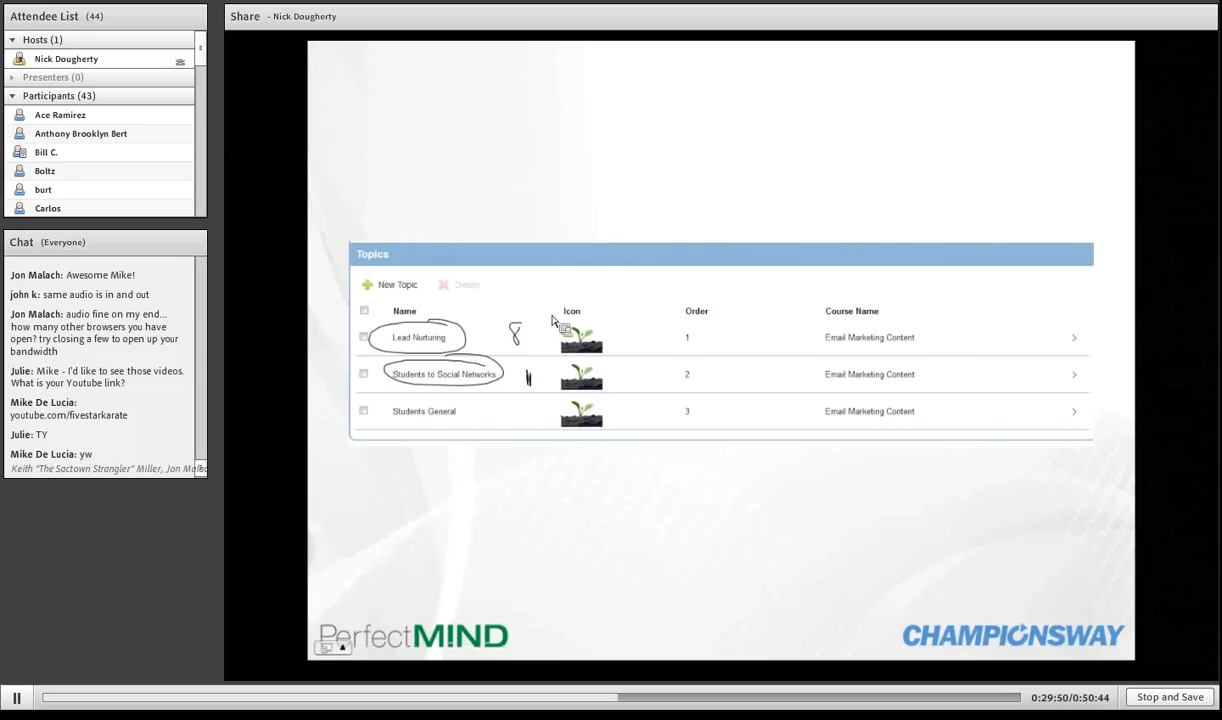 Attendee List (44)
Hosts (1)
Nick Dougherty
Presenters (0)
Participants (43)
Ace Ramirez
Anthony Brooklyn Bert
Bill C.
Boltz
burt
Carlos
Chat (Everyone)
Jon Malach: Awesome Mike!
john k: same audio is in and out
Jon Malach: audio fine on my end...
how many other browsers you have
open? try closing a few to open up your
bandwidth
Julie: Mike - I'd like to see those videos.
What is your Youtube link?
Mike De Lucia:
youtube.com/fivestarkarate
Julie: TY
Mike De Lucia: yw
Keith "The Sactown Strangler" Miller, Jon
Share - Nick Dougherty
Topics
New Topic Delete
Name Icon Order Course Name
Lead Nurturing 8 1 Email Marketing Content
Students to Social Networks 2 Email Marketing Content
Students General 3 Email Marketing Content
PerfectMIND
CHAMPIONSWAY
0:29:50/0:50:44
Stop and Save